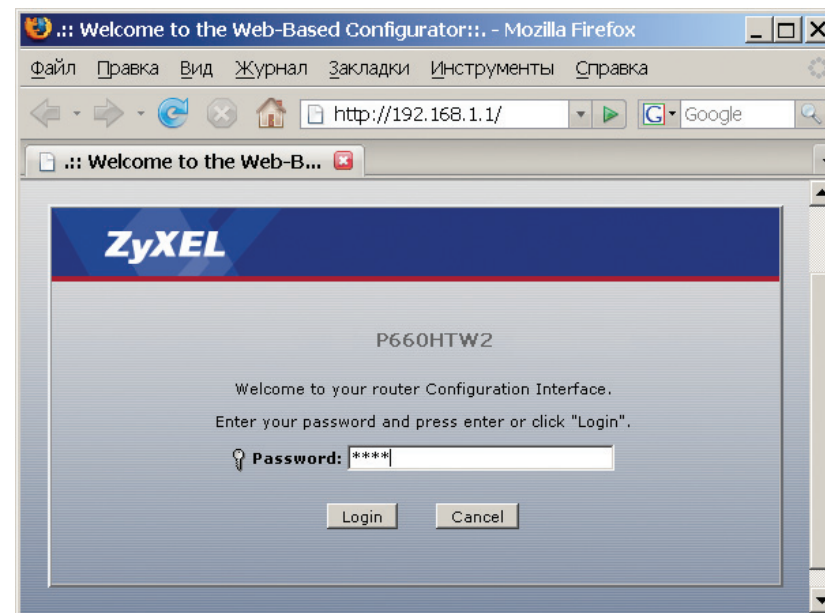 .:: Welcome to the Web-Based Configurator::. - Mozilla Firefox
Файл Правка Вид Журнал Закладки Инструменты Справка
http://192.168.1.1/ G Google
.:: Welcome to the Web-B...
ZyXEL
P660HTW2
Welcome to your router Configuration Interface.
Enter your password and press enter or click "Login".
Password: ****
Login Cancel